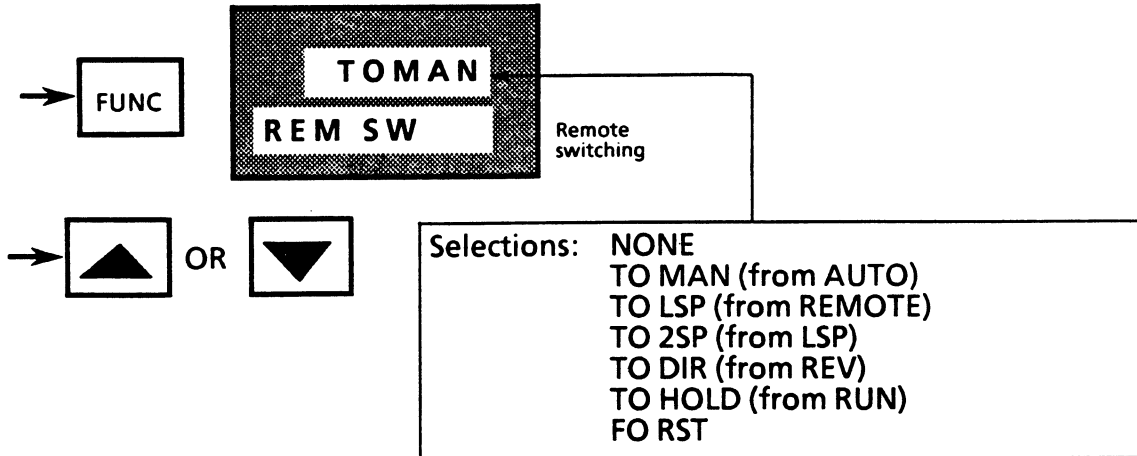 FUNC
TOMAN
REM SW
Remote
switching
OR
Selections: NONE
TO MAN (from AUTO)
TO LSP (from REMOTE)
TO 2SP (from LSP)
TO DIR (from REV)
TO HOLD (from RUN)
FO RST